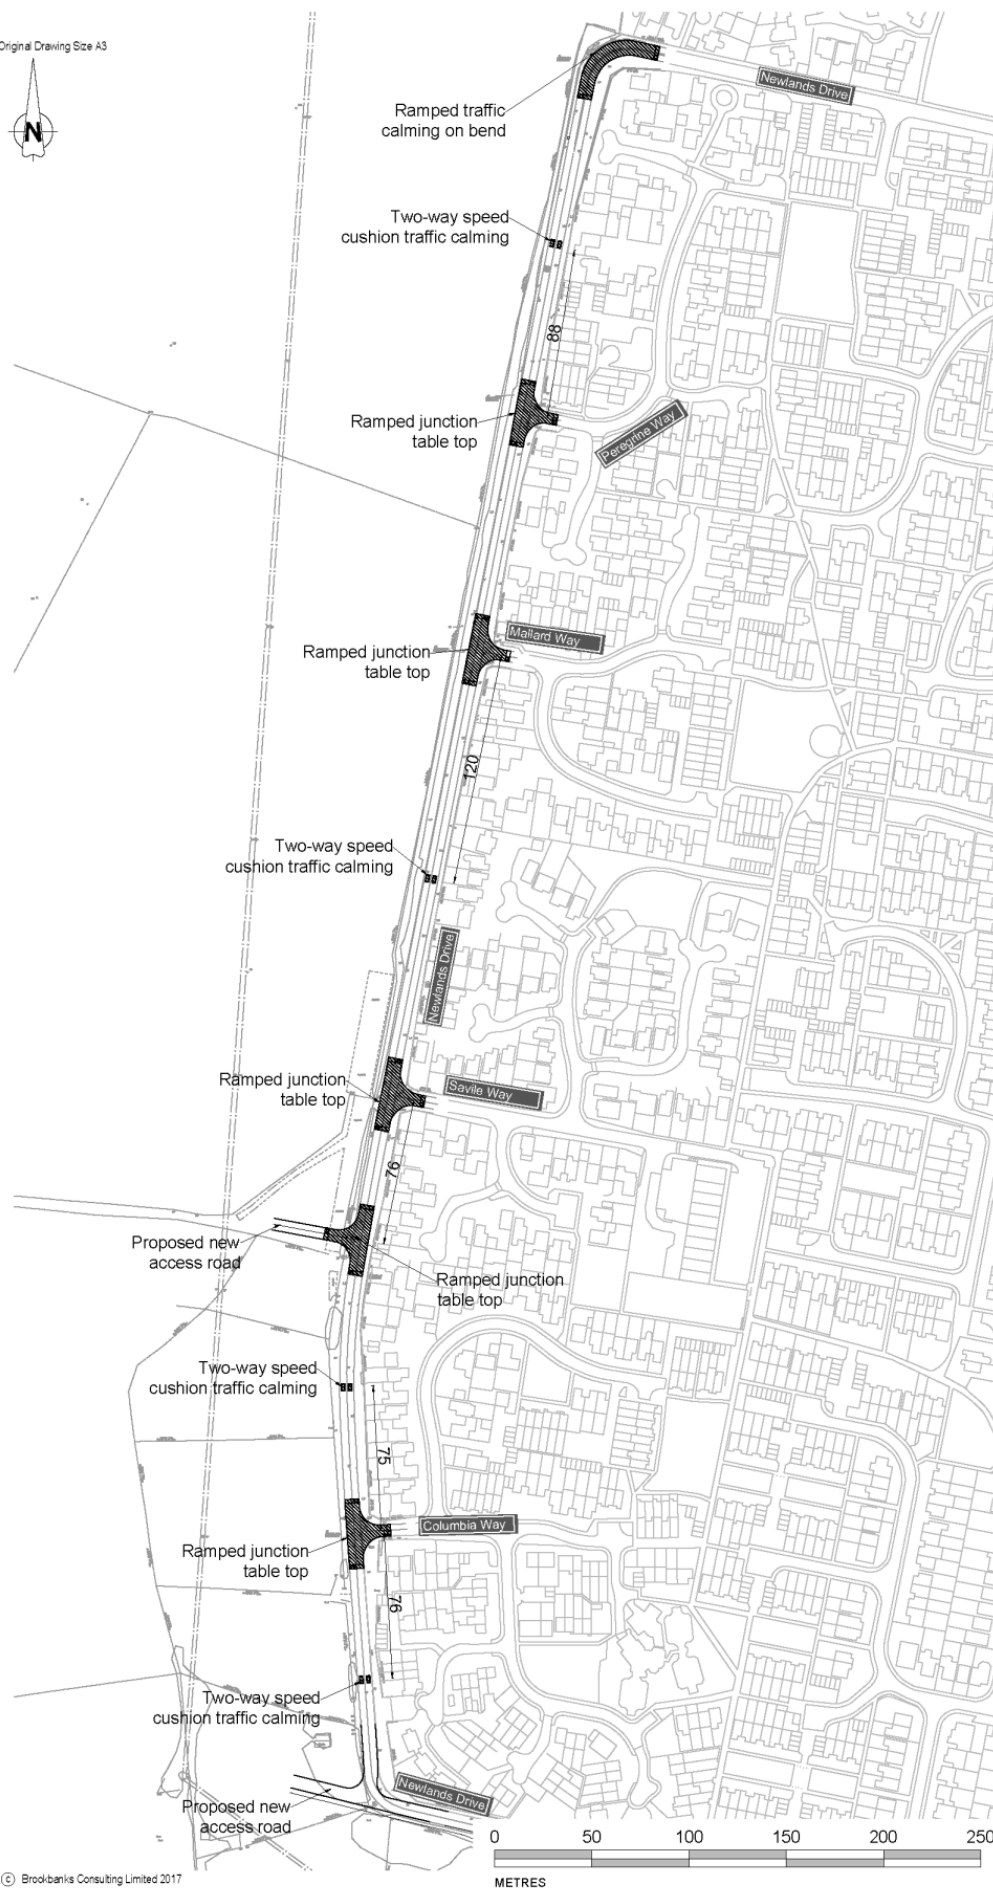 Original Drawing Size A3
N
Newlands Drive
Ramped traffic
calming on bend
Two-way speed
cushion traffic calming
88
Ramped junction
table top
Peregrine Way
Mallard Way
Ramped junction
table top
120
Two-way speed
cushion traffic calming
Newlands Drive
Ramped junction
table top
Savile Way
76
Proposed new
access road
Ramped junction
table top
Two-way speed
cushion traffic calming
75
Columbia Way
Ramped junction
table top
76
Two-way speed
cushion traffic calming
Newlands Drive
Proposed new
access road
0 50 100 150 200 250
METRES
© Brookbanks Consulting Limited 2017